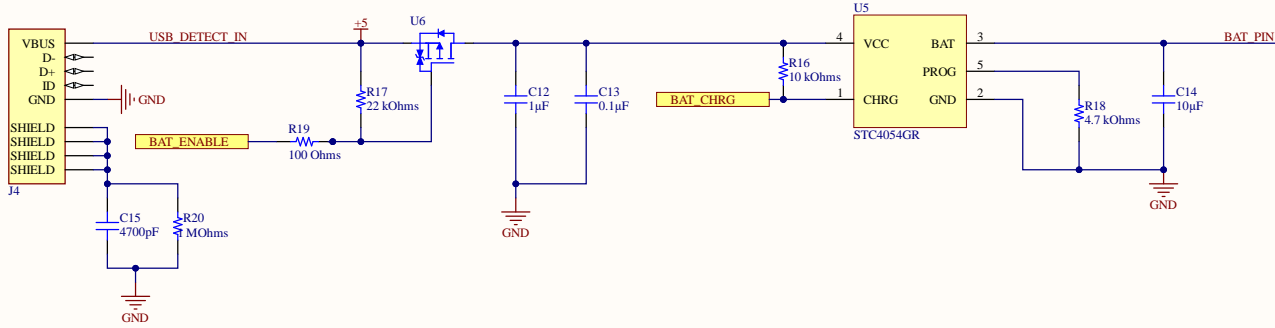 U5
U6
+5
VBUS
USB_DETECT_IN
4
VCC
BAT
3
BAT_PIN
D-
D+
ID
GND
GND
R16
10 kOhms
PROG
5
R17
22 kOhms
C12
1µF
C13
0.1µF
BAT_CHRG
1
CHRG
GND
2
R18
4.7 kOhms
C14
10µF
SHIELD
SHIELD
SHIELD
SHIELD
R19
BAT_ENABLE
100 Ohms
STC4054GR
J4
GND
GND
C15
4700pF
R20
1 MOhms
GND